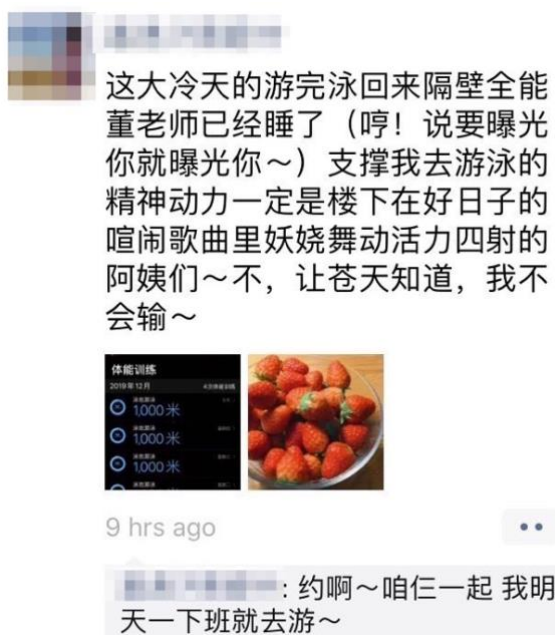 这大冷天的游完泳回来隔壁全能
董老师已经睡了（哼！说要曝光
你就曝光你～）支撑我去游泳的
精神动力一定是楼下在好日子的
喧闹歌曲里妖娆舞动活力四射的
阿姨们～不，让苍天知道，我不
会输～
体能训练
2019年12月
4次体能训练
1,000米
1,000米
1,000米
9 hrs ago
: 约啊～咱仨一起 我明
天一下班就去游～